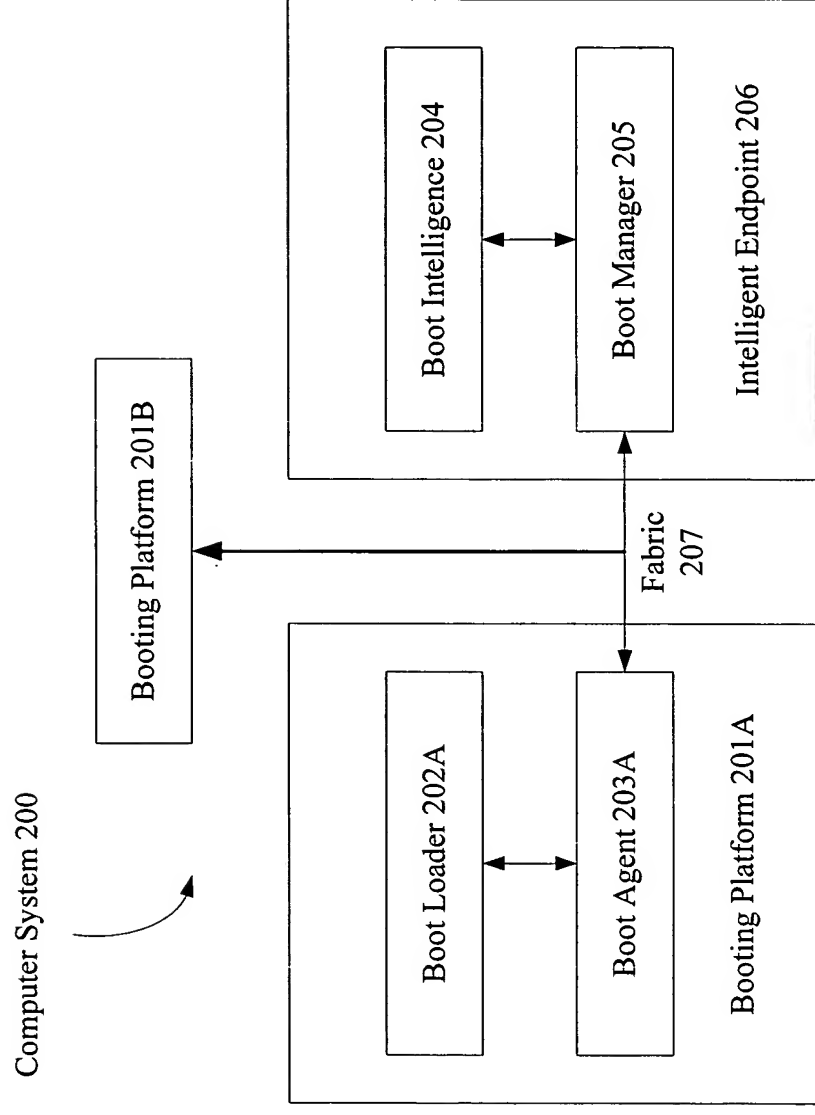 Computer System 200
Booting Platform 201B
Boot Loader 202A
Boot Agent 203A
Booting Platform 201A
Fabric
207
Boot Intelligence 204
Boot Manager 205
Intelligent Endpoint 206